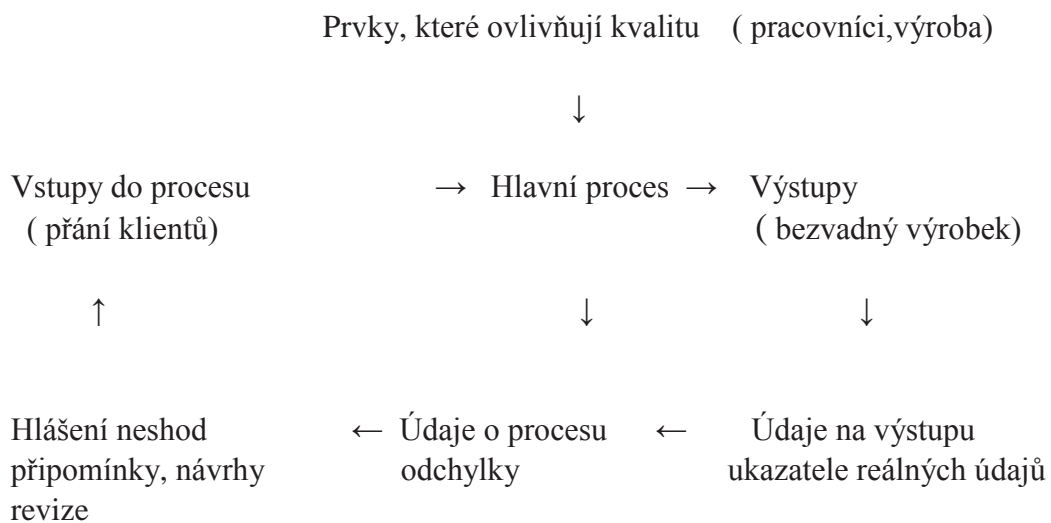 Prvky, které ovlivňují kvalitu ( pracovníci,výroba)
↓
Vstupy do procesu → Hlavní proces → Výstupy
( přání klientů) ( bezvadný výrobek)
↑ ↓ ↓
Hlášení neshod ← Údaje o procesu ← Údaje na výstupu
připomínky, návrhy odchylky ukazatele reálných údajů
revize